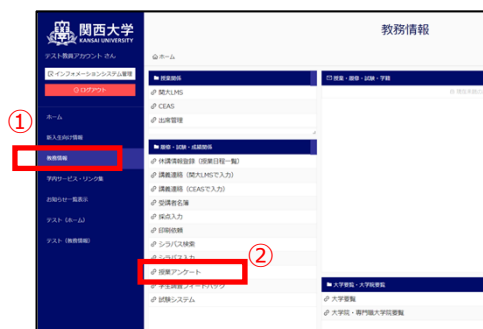 関西大学
KANSAI UNIVERSITY
教務情報
テスト教員アカウント さん
ホーム
インフォメーションシステム管理
ログアウト
①
ホーム
新入生向け情報
教務情報
学内サービス・リンク集
お知らせ一覧表示
テスト（ホーム）
テスト（教務情報）
授業関係
関大LMS
CEAS
出席管理
履修・試験・成績関係
休講情報登録（授業日程一覧）
講義連絡（関大LMSで入力）
講義連絡（CEASで入力）
受講者名簿
採点入力
印刷依頼
シラバス検索
シラバス入力
②
授業アンケート
学生調査フィードバック
試験システム
授業・履修・試験・学籍
大学要覧・大学院要覧
大学要覧
大学院・専門職大学院要覧